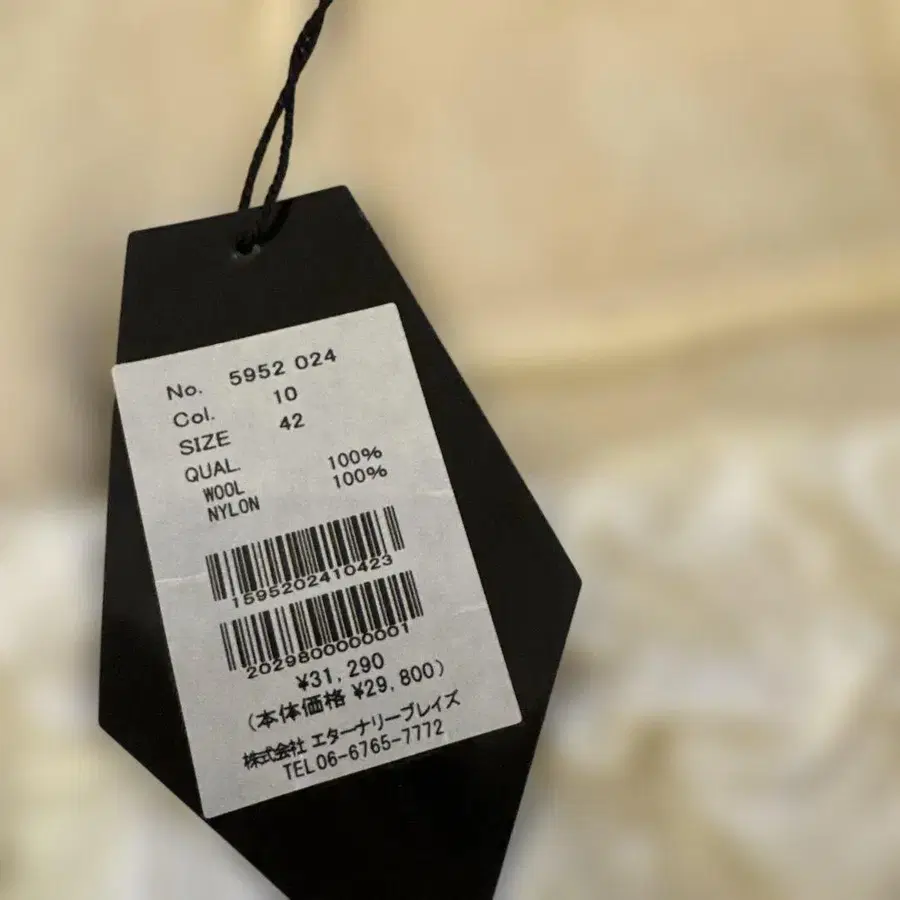 No. 5952 024
Col. 10
SIZE 42
QUAL.
WOOL 100%
NYLON 100%
1595202410423
2029800000001
¥31,290
(本体価格 ¥29,800)
株式会社 エターナリーブレイズ
TEL06-6765-7772